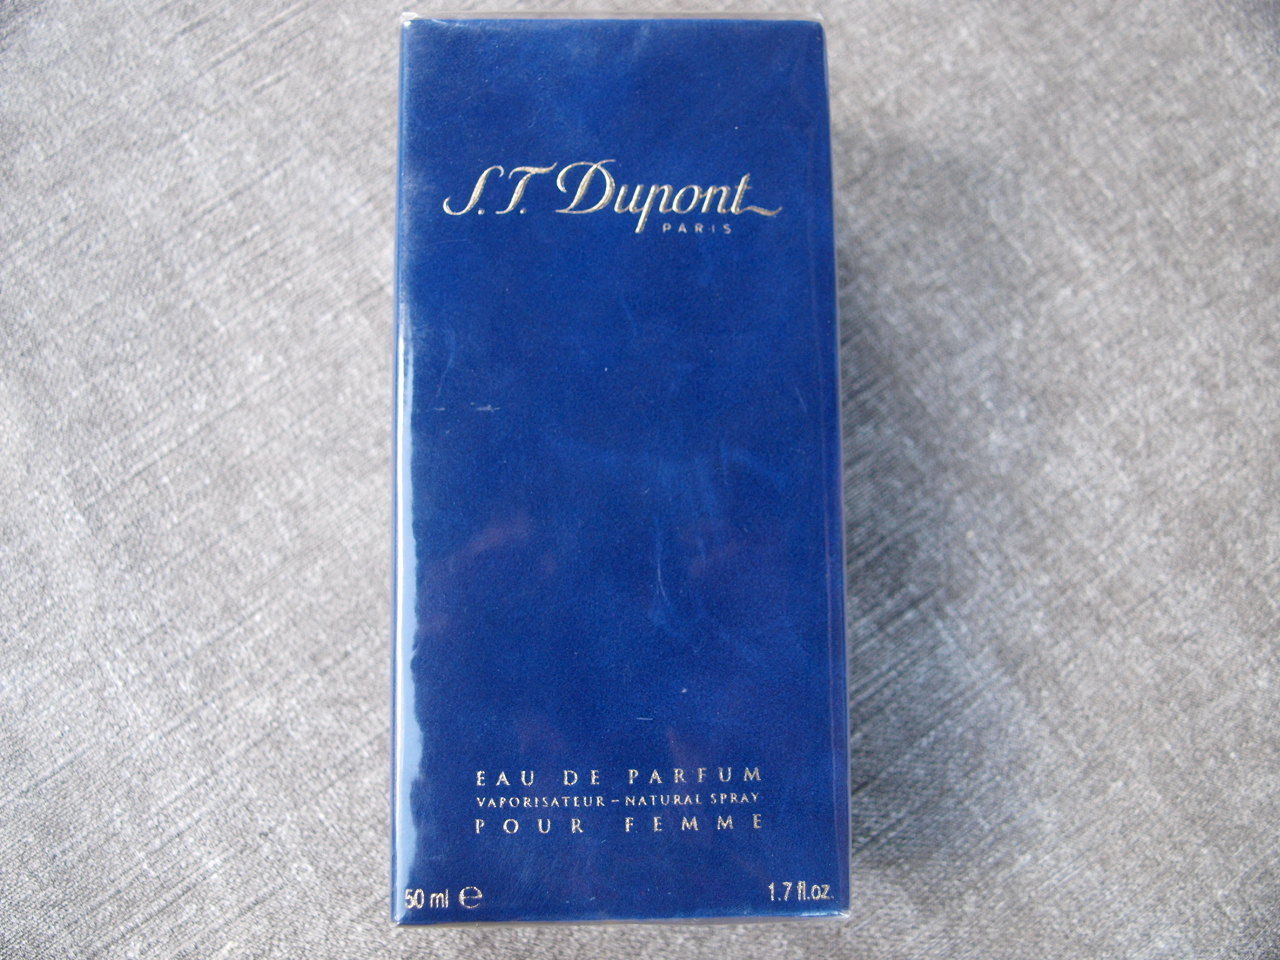 S.T. Dupont
PARIS
EAU DE PARFUM
VAPORISATEUR – NATURAL SPRAY
POUR FEMME
50 ml ℮ 1.7 fl.oz.